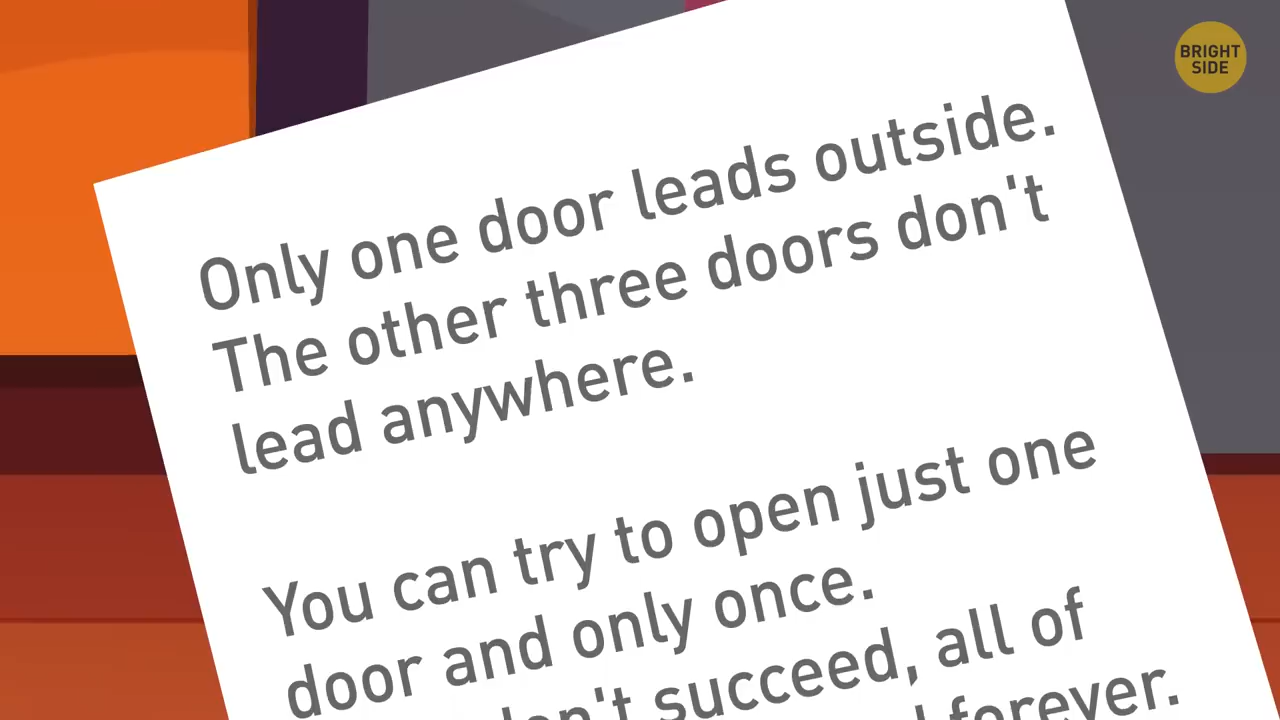 BRIGHT
SIDE
Only one door leads outside.
The other three doors don't
lead anywhere.
You can try to open just one
door and only once.
succeed, all of
forever.